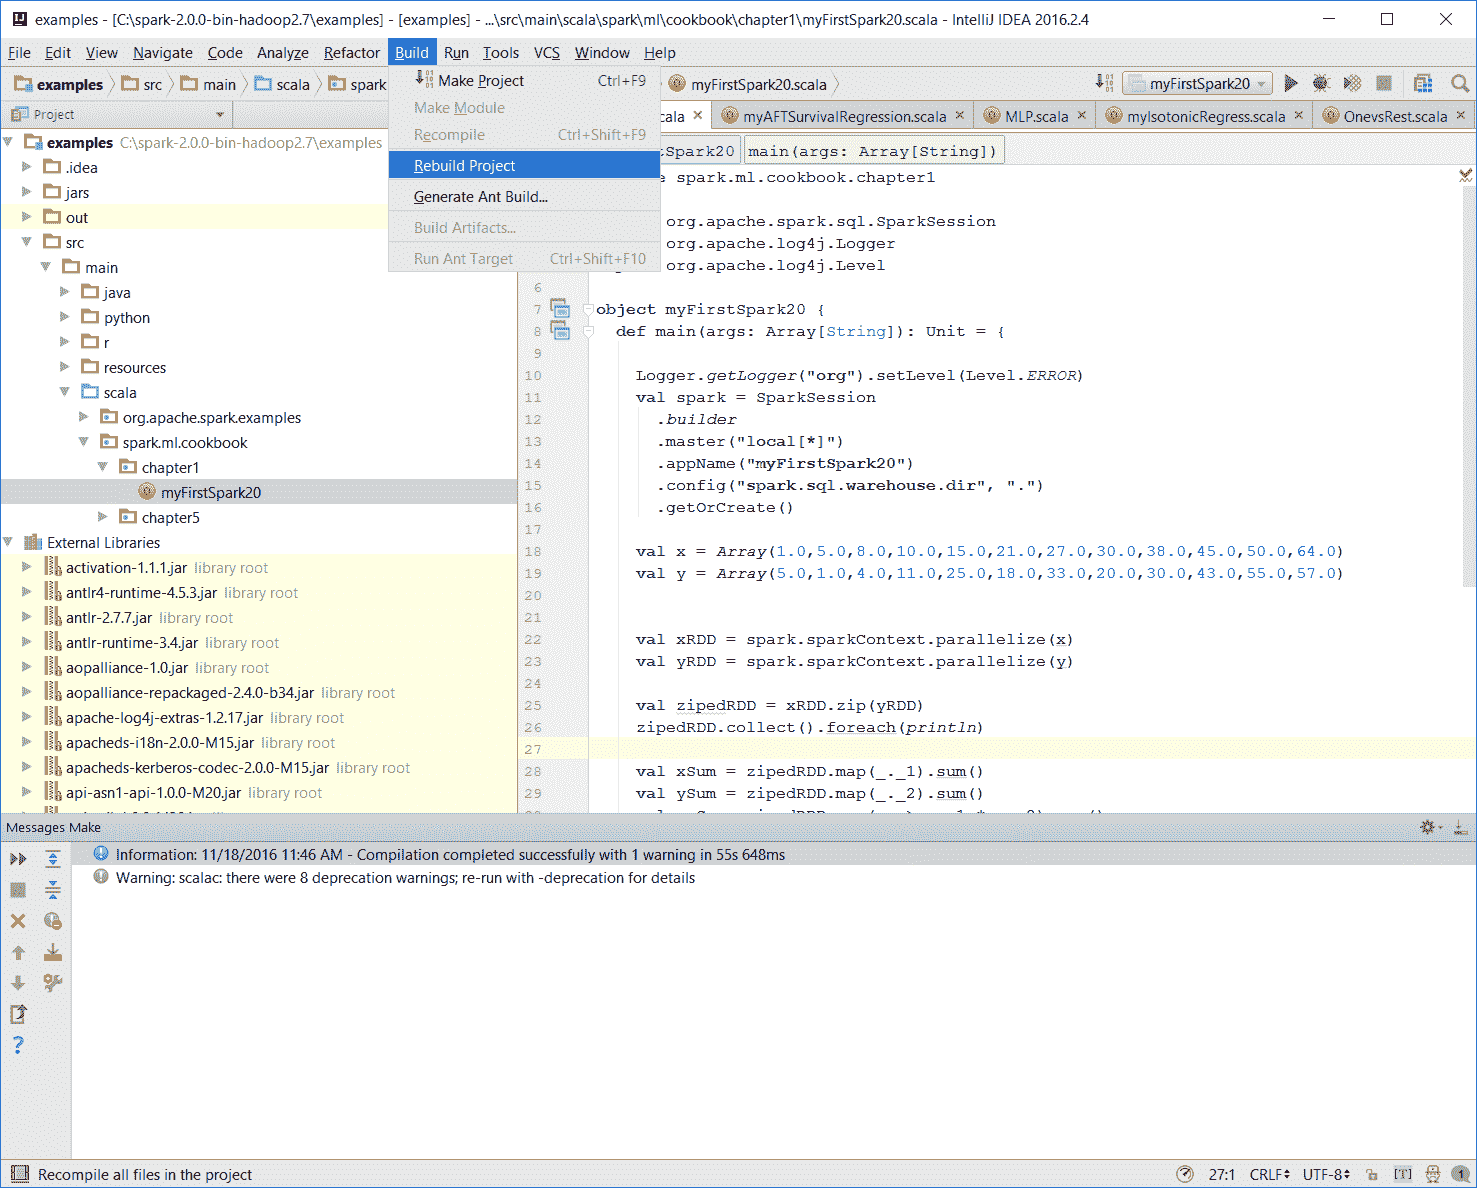 examples - [C:\spark-2.0.0-bin-hadoop2.7\examples] - [examples] - ...\src\main\scala\spark\ml\cookbook\chapter1\myFirstSpark20.scala - IntelliJ IDEA 2016.2.4
File Edit View Navigate Code Analyze Refactor Build Run Tools VCS Window Help
examples src main scala spark myFirstSpark20.scala myFirstSpark20
Make Project Ctrl+F9
Make Module
Recompile Ctrl+Shift+F9
Rebuild Project
Generate Ant Build...
Build Artifacts...
Run Ant Target Ctrl+Shift+F10
Project
cala myAFTSurvivalRegression.scala MLP.scala myIsotonicRegress.scala OnevsRest.scala
tSpark20 main(args: Array[String])
examples C:\spark-2.0.0-bin-hadoop2.7\examples
.idea
jars
out
src
main
java
python
r
resources
scala
org.apache.spark.examples
spark.ml.cookbook
chapter1
myFirstSpark20
chapter5
External Libraries
activation-1.1.1.jar library root
antlr4-runtime-4.5.3.jar library root
antlr-2.7.7.jar library root
antlr-runtime-3.4.jar library root
aopalliance-1.0.jar library root
aopalliance-repackaged-2.4.0-b34.jar library root
apache-log4j-extras-1.2.17.jar library root
apacheds-i18n-2.0.0-M15.jar library root
apacheds-kerberos-codec-2.0.0-M15.jar library root
api-asn1-api-1.0.0-M20.jar library root
e spark.ml.cookbook.chapter1
org.apache.spark.sql.SparkSession
org.apache.log4j.Logger
org.apache.log4j.Level
6
7 object myFirstSpark20 {
8 def main(args: Array[String]): Unit = {
9
10 Logger.getLogger("org").setLevel(Level.ERROR)
11 val spark = SparkSession
12 .builder
13 .master("local[*]")
14 .appName("myFirstSpark20")
15 .config("spark.sql.warehouse.dir", ".")
16 .getOrCreate()
17
18 val x = Array(1.0,5.0,8.0,10.0,15.0,21.0,27.0,30.0,38.0,45.0,50.0,64.0)
19 val y = Array(5.0,1.0,4.0,11.0,25.0,18.0,33.0,20.0,30.0,43.0,55.0,57.0)
20
21
22 val xRDD = spark.sparkContext.parallelize(x)
23 val yRDD = spark.sparkContext.parallelize(y)
24
25 val zipedRDD = xRDD.zip(yRDD)
26 zipedRDD.collect().foreach(println)
27
28 val xSum = zipedRDD.map(_._1).sum()
29 val ySum = zipedRDD.map(_._2).sum()
Messages Make
Information: 11/18/2016 11:46 AM - Compilation completed successfully with 1 warning in 55s 648ms
Warning: scalac: there were 8 deprecation warnings; re-run with -deprecation for details
Recompile all files in the project 27:1 CRLF UTF-8 [T] 1